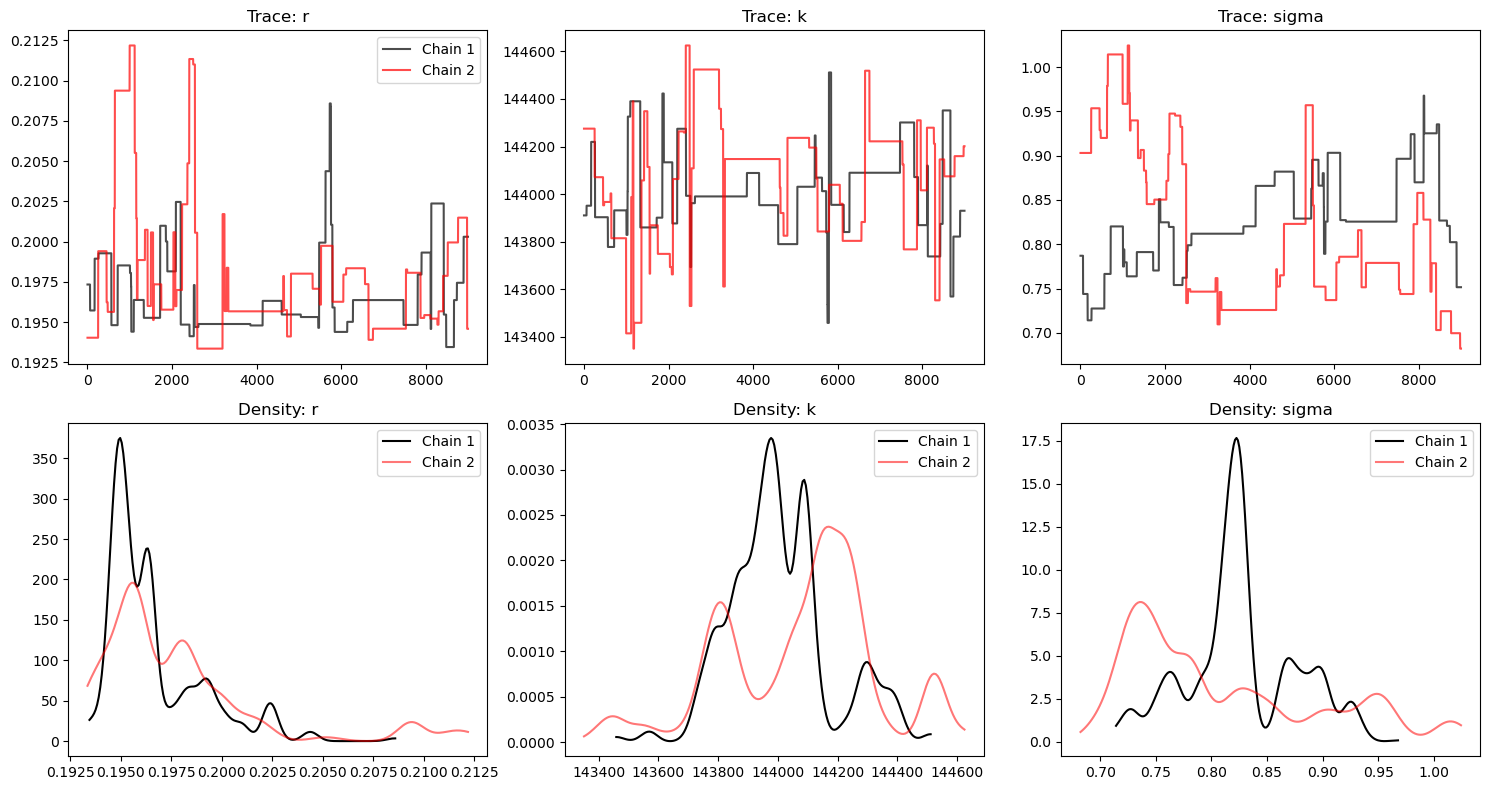 Trace: r
Trace: k
Trace: sigma
Chain 1
Chain 2
0.2125
0.2100
0.2075
0.2050
0.2025
0.2000
0.1975
0.1950
0.1925
0 2000 4000 6000 8000
144600
144400
144200
144000
143800
143600
143400
0 2000 4000 6000 8000
1.00
0.95
0.90
0.85
0.80
0.75
0.70
0 2000 4000 6000 8000
Density: r
Chain 1
Chain 2
350
300
250
200
150
100
50
0
0.1925 0.1950 0.1975 0.2000 0.2025 0.2050 0.2075 0.2100 0.2125
Density: k
Chain 1
Chain 2
0.0035
0.0030
0.0025
0.0020
0.0015
0.0010
0.0005
0.0000
143400 143600 143800 144000 144200 144400 144600
Density: sigma
Chain 1
Chain 2
17.5
15.0
12.5
10.0
7.5
5.0
2.5
0.0
0.70 0.75 0.80 0.85 0.90 0.95 1.00